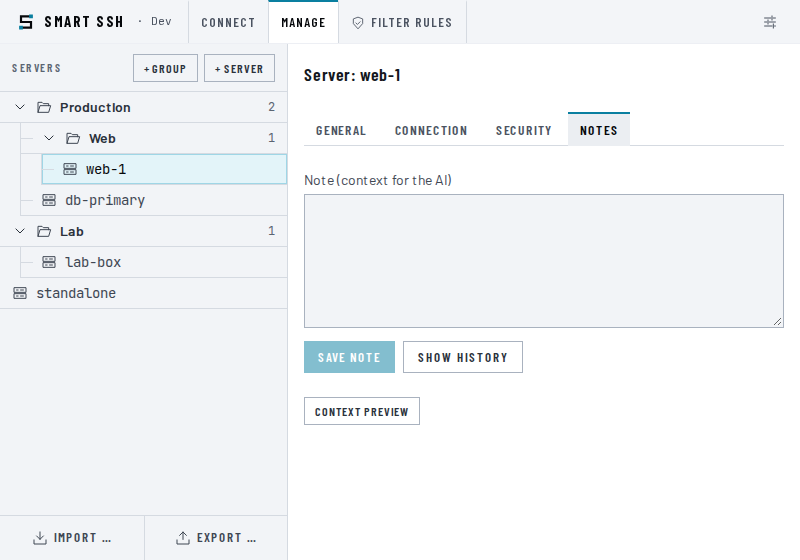 SMART SSH · Dev CONNECT MANAGE FILTER RULES
SERVERS + GROUP + SERVER
Production 2
Web 1
web-1
db-primary
Lab 1
lab-box
standalone
IMPORT ... EXPORT ...
Server: web-1
GENERAL CONNECTION SECURITY NOTES
Note (context for the AI)
SAVE NOTE SHOW HISTORY
CONTEXT PREVIEW